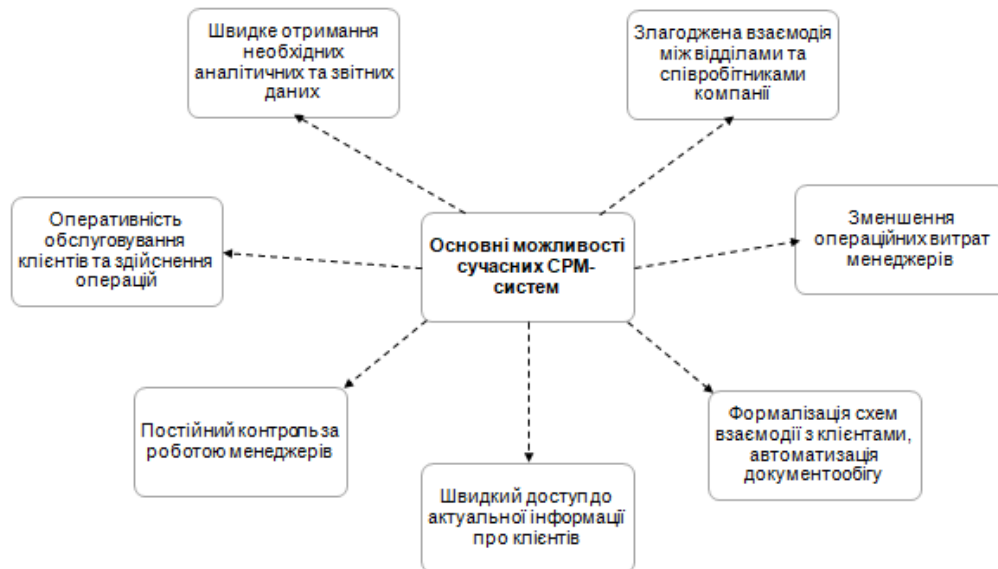 Швидке отримання
необхідних
аналітичних та звітних
даних
Злагоджена взаємодія
між відділами та
співробітниками
компанії
Оперативність
обслуговування
клієнтів та здійснення
операцій
Основні можливості
сучасних СРМ-
систем
Зменшення
операційних витрат
менеджерів
Постійний контроль за
роботою менеджерів
Швидкий доступ до
актуальної інформації
про клієнтів
Формалізація схем
взаємодії з клієнтами,
автоматизація
документообігу